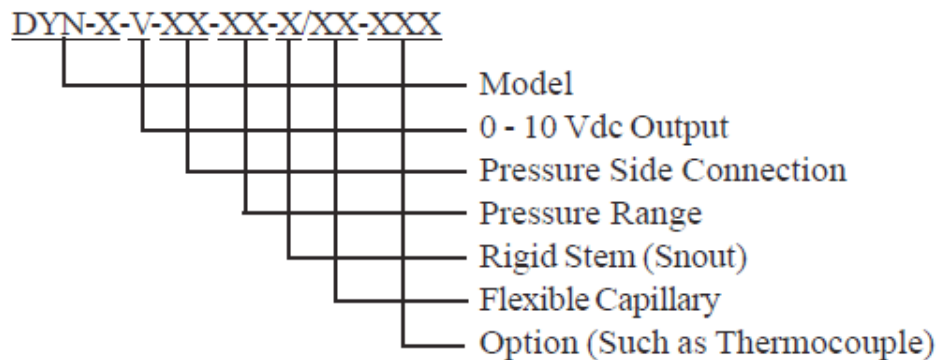 DYN-X-V-XX-XX-X/XX-XXX
Model
0 - 10 Vdc Output
Pressure Side Connection
Pressure Range
Rigid Stem (Snout)
Flexible Capillary
Option (Such as Thermocouple)